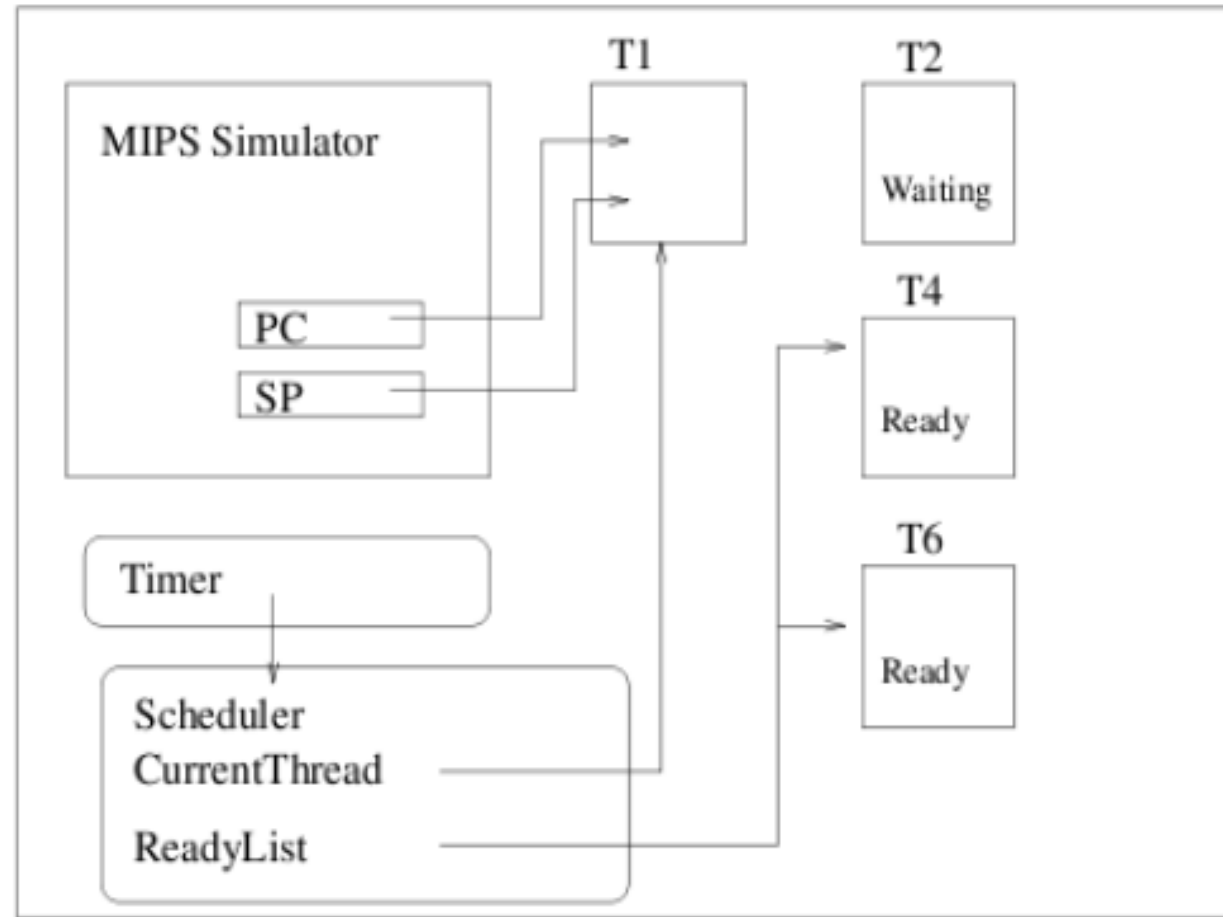 T1
T2
MIPS Simulator
Waiting
PC
T4
SP
Ready
T6
Timer
Ready
Scheduler
CurrentThread
ReadyList